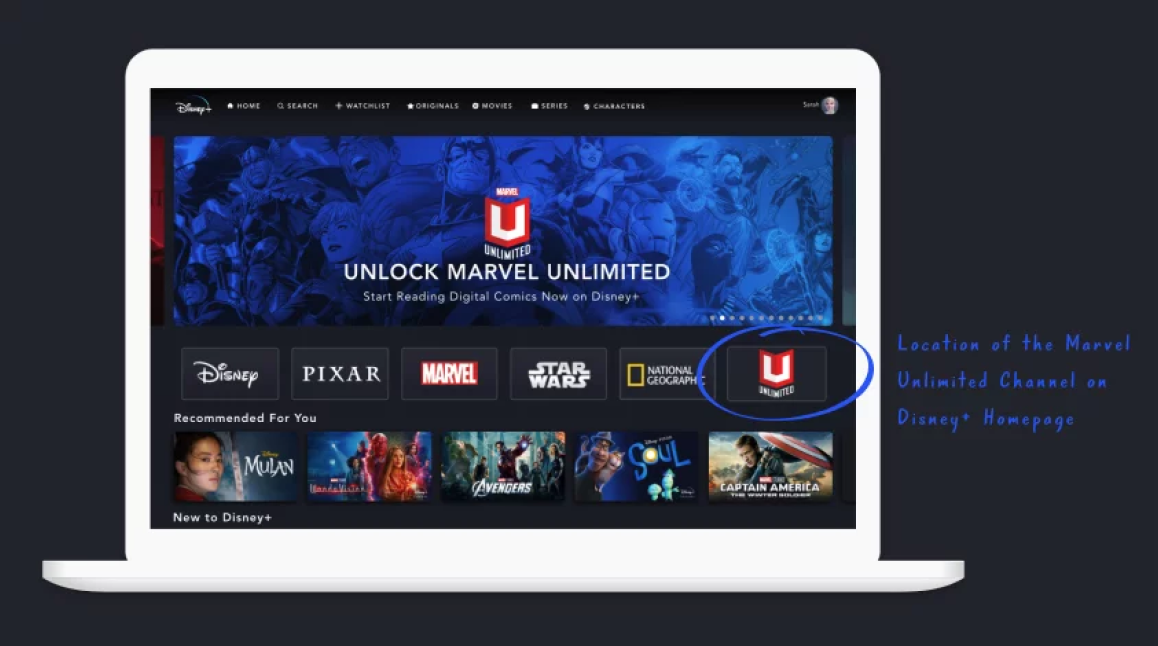 Disney+ HOME SEARCH WATCHLIST ORIGINALS MOVIES SERIES CHARACTERS Sarah
MARVEL
U
UNLIMITED
UNLOCK MARVEL UNLIMITED
Start Reading Digital Comics Now on Disney+
Disney PIXAR MARVEL STAR WARS NATIONAL GEOGRAPHIC U UNLIMITED
Location of the Marvel
Unlimited Channel on
Disney+ Homepage
Recommended For You
Disney MULAN
WandaVision
AVENGERS
DISNEY PIXAR SOUL
CAPTAIN AMERICA
THE WINTER SOLDIER
New to Disney+